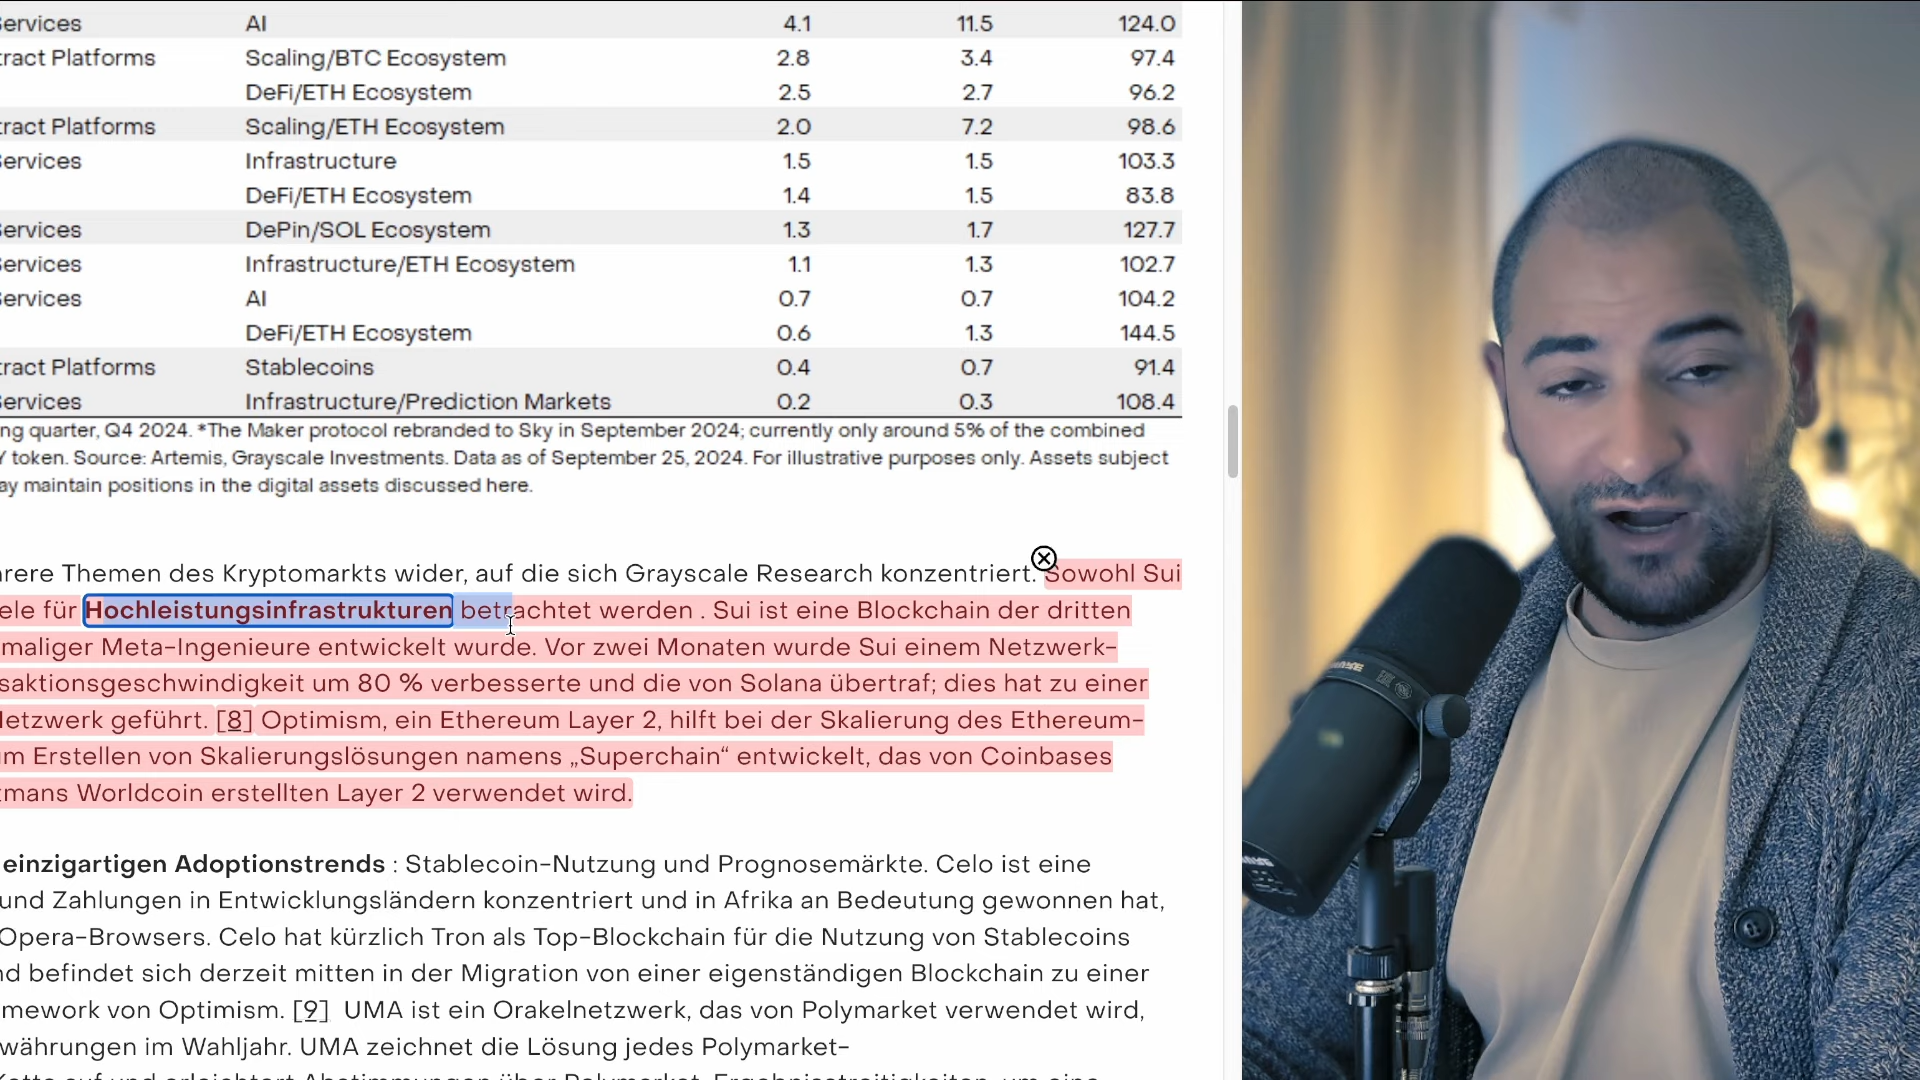 Services AI 4.1 11.5 124.0
tract Platforms Scaling/BTC Ecosystem 2.8 3.4 97.4
DeFi/ETH Ecosystem 2.5 2.7 96.2
tract Platforms Scaling/ETH Ecosystem 2.0 7.2 98.6
Services Infrastructure 1.5 1.5 103.3
DeFi/ETH Ecosystem 1.4 1.5 83.8
Services DePin/SOL Ecosystem 1.3 1.7 127.7
Services Infrastructure/ETH Ecosystem 1.1 1.3 102.7
Services AI 0.7 0.7 104.2
DeFi/ETH Ecosystem 0.6 1.3 144.5
tract Platforms Stablecoins 0.4 0.7 91.4
Services Infrastructure/Prediction Markets 0.2 0.3 108.4
ng quarter, Q4 2024. *The Maker protocol rebranded to Sky in September 2024; currently only around 5% of the combined
Y token. Source: Artemis, Grayscale Investments. Data as of September 25, 2024. For illustrative purposes only. Assets subject
ay maintain positions in the digital assets discussed here.
rere Themen des Kryptomarkts wider, auf die sich Grayscale Research konzentriert. Sowohl Sui
ele für Hochleistungsinfrastrukturen betrachtet werden . Sui ist eine Blockchain der dritten
maliger Meta-Ingenieure entwickelt wurde. Vor zwei Monaten wurde Sui einem Netzwerk-
saktionsgeschwindigkeit um 80 % verbesserte und die von Solana übertraf; dies hat zu einer
Netzwerk geführt. [8] Optimism, ein Ethereum Layer 2, hilft bei der Skalierung des Ethereum-
m Erstellen von Skalierungslösungen namens „Superchain“ entwickelt, das von Coinbases
tmans Worldcoin erstellten Layer 2 verwendet wird.
einzigartigen Adoptionstrends : Stablecoin-Nutzung und Prognosemärkte. Celo ist eine
und Zahlungen in Entwicklungsländern konzentriert und in Afrika an Bedeutung gewonnen hat,
Opera-Browsers. Celo hat kürzlich Tron als Top-Blockchain für die Nutzung von Stablecoins
nd befindet sich derzeit mitten in der Migration von einer eigenständigen Blockchain zu einer
mework von Optimism. [9] UMA ist ein Orakelnetzwerk, das von Polymarket verwendet wird,
währungen im Wahljahr. UMA zeichnet die Lösung jedes Polymarket-